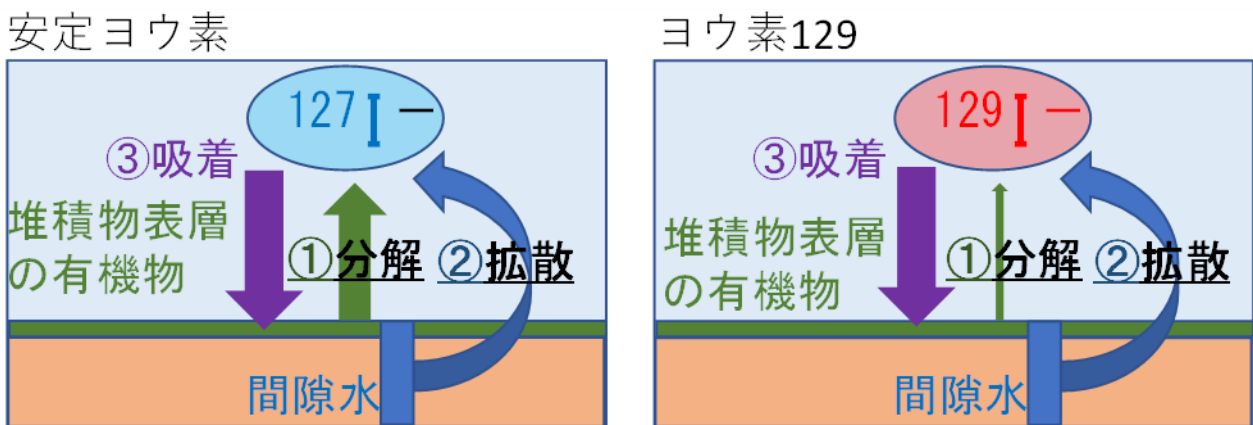 安定ヨウ素
127 I －
③吸着
堆積物表層
の有機物
①分解
②拡散
間隙水
ヨウ素129
129 I －
③吸着
堆積物表層
の有機物
①分解
②拡散
間隙水